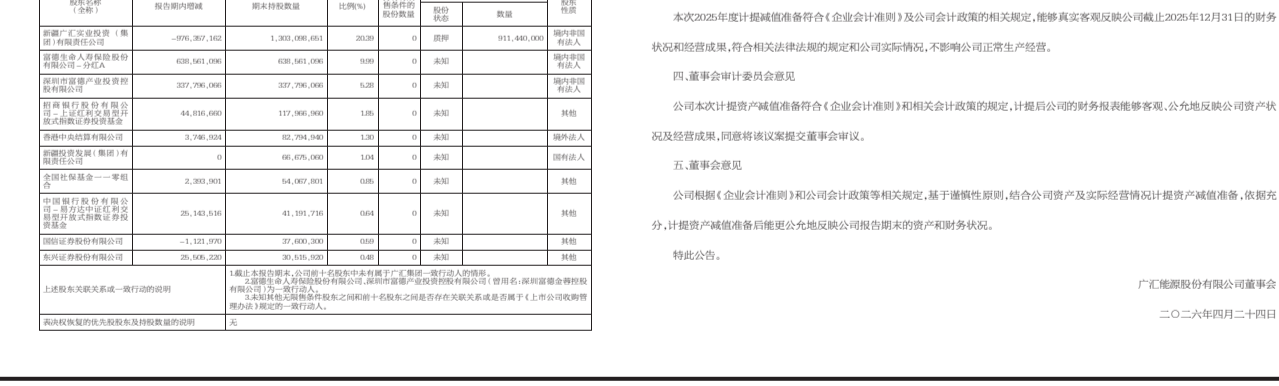 股东名称
（全称）
报告期内增减
期末持股数量
比例(%)
售条件的
股份数量
股份
状态
数量
股东
性质
新疆广汇实业投资（集
团）有限责任公司 -976,357,162 1,303,098,651 20.39 0 质押 911,440,000 境内非国
有法人
富德生命人寿保险股份
有限公司－分红A 638,561,096 638,561,096 9.99 0 未知 境内非国
有法人
深圳市富德产业投资控
股有限公司 337,796,066 337,796,066 5.28 0 未知 境内非国
有法人
招商银行股份有限公
司－上证红利交易型开
放式指数证券投资基金 44,816,660 117,966,960 1.85 0 未知 其他
香港中央结算有限公司 3,746,924 82,794,940 1.30 0 未知 境外法人
新疆投资发展（集团）有
限责任公司 0 66,675,060 1.04 0 未知 国有法人
全国社保基金一一零组
合 2,393,901 54,067,801 0.85 0 未知 其他
中国银行股份有限公
司－易方达中证红利交
易型开放式指数证券投
资基金 25,143,516 41,191,716 0.64 0 未知 其他
国信证券股份有限公司 -1,121,970 37,600,300 0.59 0 未知 其他
东兴证券股份有限公司 25,505,220 30,515,920 0.48 0 未知 其他
上述股东关联关系或一致行动的说明
1.截止本报告期末，公司前十名股东中未有属于广汇集团一致行动人的情形。
2.富德生命人寿保险股份有限公司、深圳市富德产业投资控股有限公司（曾用名：深圳富德金蓉控股
有限公司）为一致行动人。
3.未知其他无限售条件股东之间和前十名股东之间是否存在关联关系或是否属于《上市公司收购管
理办法》规定的一致行动人。
表决权恢复的优先股股东及持股数量的说明 无
本次2025年度计提减值准备符合《企业会计准则》及公司会计政策的相关规定，能够真实客观反映公司截止2025年12月31日的财务
状况和经营成果，符合相关法律法规的规定和公司实际情况，不影响公司正常生产经营。
四、董事会审计委员会意见
公司本次计提资产减值准备符合《企业会计准则》和相关会计政策的规定，计提后公司的财务报表能够客观、公允地反映公司资产状
况及经营成果，同意将该议案提交董事会审议。
五、董事会意见
公司根据《企业会计准则》和公司会计政策等相关规定，基于谨慎性原则，结合公司资产及实际经营情况计提资产减值准备，依据充
分，计提资产减值准备后能更公允地反映公司报告期末的资产和财务状况。
特此公告。
广汇能源股份有限公司董事会
二〇二六年四月二十四日